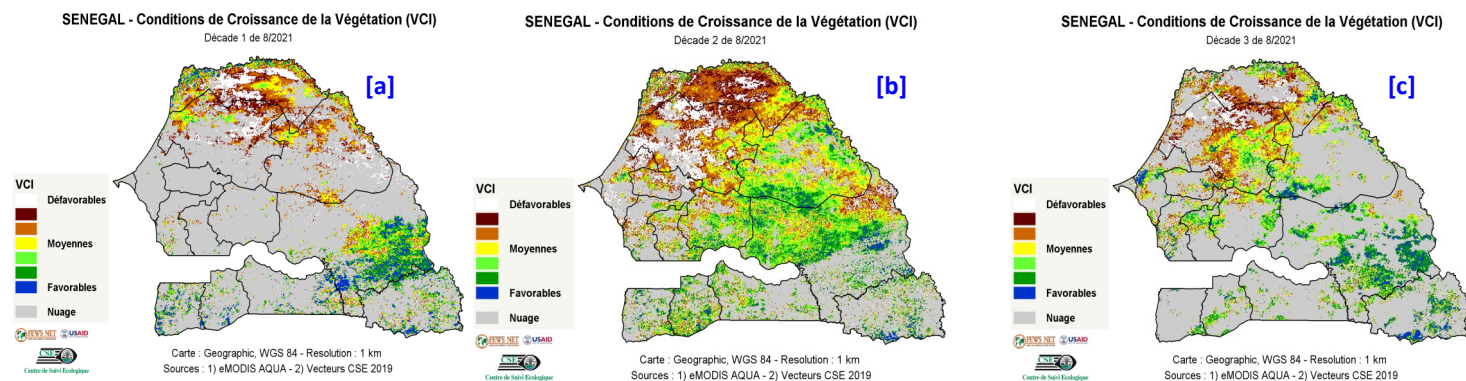 SENEGAL - Conditions de Croissance de la Végétation (VCI)
Décade 1 de 8/2021
[a]
VCI
Défavorables
Moyennes
Favorables
Nuage
FEWS NET
USAID
CSE
Centre de Suivi Ecologique
Carte : Geographic, WGS 84 - Resolution : 1 km
Sources : 1) eMODIS AQUA - 2) Vecteurs CSE 2019
SENEGAL - Conditions de Croissance de la Végétation (VCI)
Décade 2 de 8/2021
[b]
VCI
Défavorables
Moyennes
Favorables
Nuage
FEWS NET
USAID
CSE
Centre de Suivi Ecologique
Carte : Geographic, WGS 84 - Resolution : 1 km
Sources : 1) eMODIS AQUA - 2) Vecteurs CSE 2019
SENEGAL - Conditions de Croissance de la Végétation (VCI)
Décade 3 de 8/2021
[c]
VCI
Défavorables
Moyennes
Favorables
Nuage
FEWS NET
USAID
CSE
Centre de Suivi Ecologique
Carte : Geographic, WGS 84 - Resolution : 1 km
Sources : 1) eMODIS AQUA - 2) Vecteurs CSE 2019